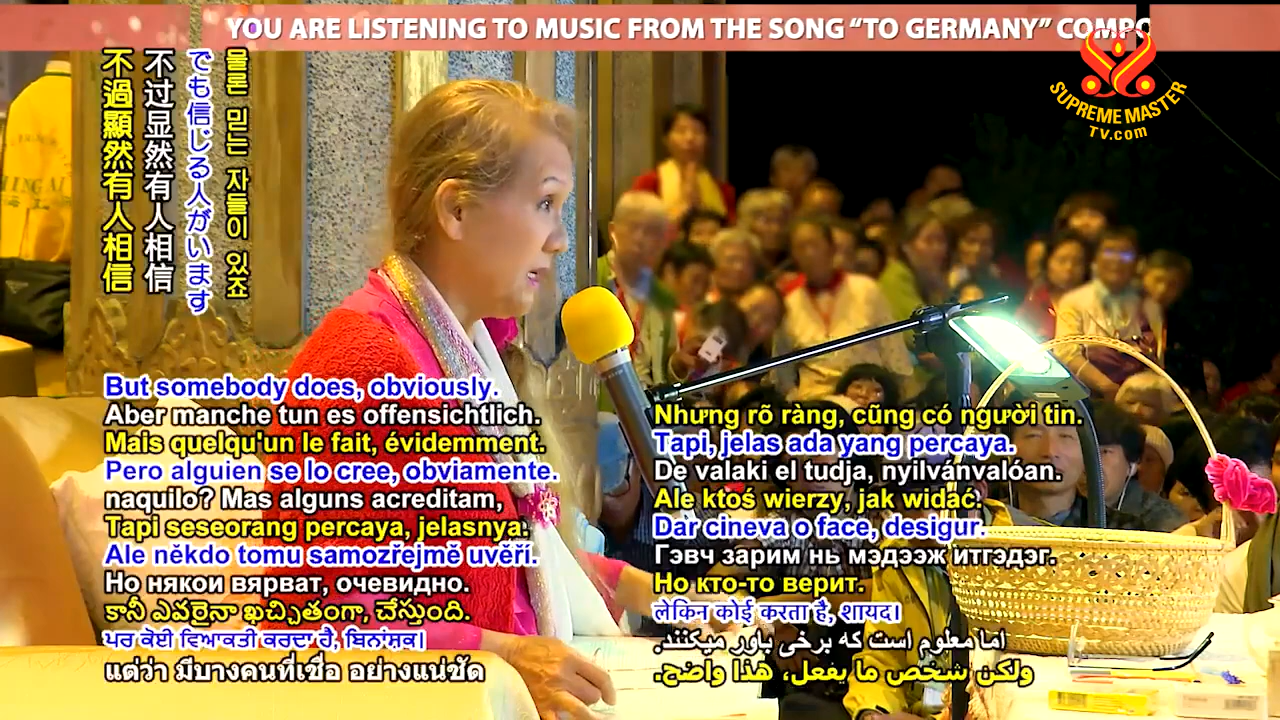 YOU ARE LISTENING TO MUSIC FROM THE SONG “TO GERMANY” COMPO
SUPREME MASTER
TV.com
不過顯然有人相信
不过显然有人相信
でも信じる人がいます
물론 믿는 자들이 있죠
But somebody does, obviously.
Aber manche tun es offensichtlich.
Mais quelqu'un le fait, évidemment.
Pero alguien se lo cree, obviamente.
naquilo? Mas alguns acreditam,
Tapi seseorang percaya, jelasnya.
Ale někdo tomu samozřejmě uvěří.
Но някои вярват, очевидно.
కానీ ఎవరైనా ఖచ్చితంగా, చేస్తుంది.
ਪਰ ਕੋਈ ਵਿਆਕਤੀ ਕਰਦਾ ਹੈ, ਬਿਨਾਂਸ਼ਕ।
แต่ว่า มีบางคนที่เชื่อ อย่างแน่ชัด
Nhưng rõ ràng, cũng có người tin.
Tapi, jelas ada yang percaya.
De valaki el tudja, nyilvánvalóan.
Ale ktoś wierzy, jak widać.
Dar cineva o face, desigur.
Гэвч зарим нь мэдээж итгэдэг.
Но кто-то верит.
लेकिन कोई करता है, शायद।
اما معلوم است که برخی باور میکنند.
ولكن شخص ما يفعل، هذا واضح.